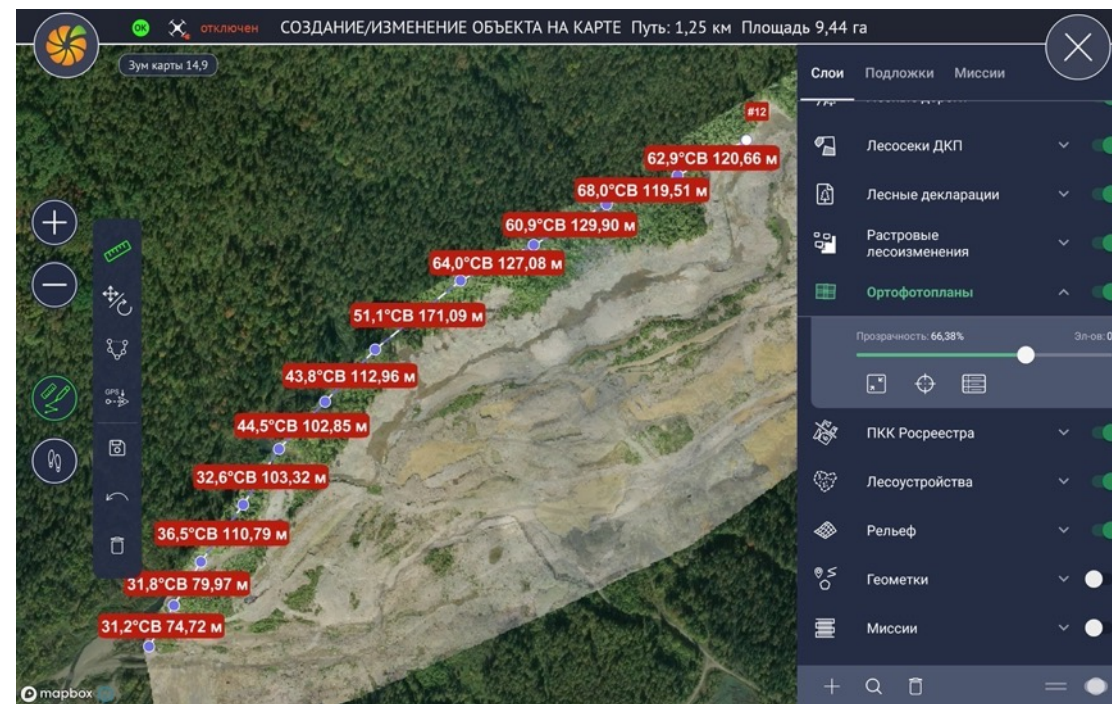 OK отключен СОЗДАНИЕ/ИЗМЕНЕНИЕ ОБЪЕКТА НА КАРТЕ Путь: 1,25 км Площадь 9,44 га
Зум карты 14,9
#12
62,9°СВ 120,66 м
68,0°СВ 119,51 м
60,9°СВ 129,90 м
64,0°СВ 127,08 м
51,1°СВ 171,09 м
43,8°СВ 112,96 м
44,5°СВ 102,85 м
32,6°СВ 103,32 м
36,5°СВ 110,79 м
31,8°СВ 79,97 м
31,2°СВ 74,72 м
GPS
mapbox
Слои Подложки Миссии
Лесосеки ДКП
Лесные декларации
Растровые
лесоизменения
Ортофотопланы
Прозрачность: 66,38% Эл-ов: 0
ПКК Росреестра
Лесоустройства
Рельеф
Геометки
Миссии